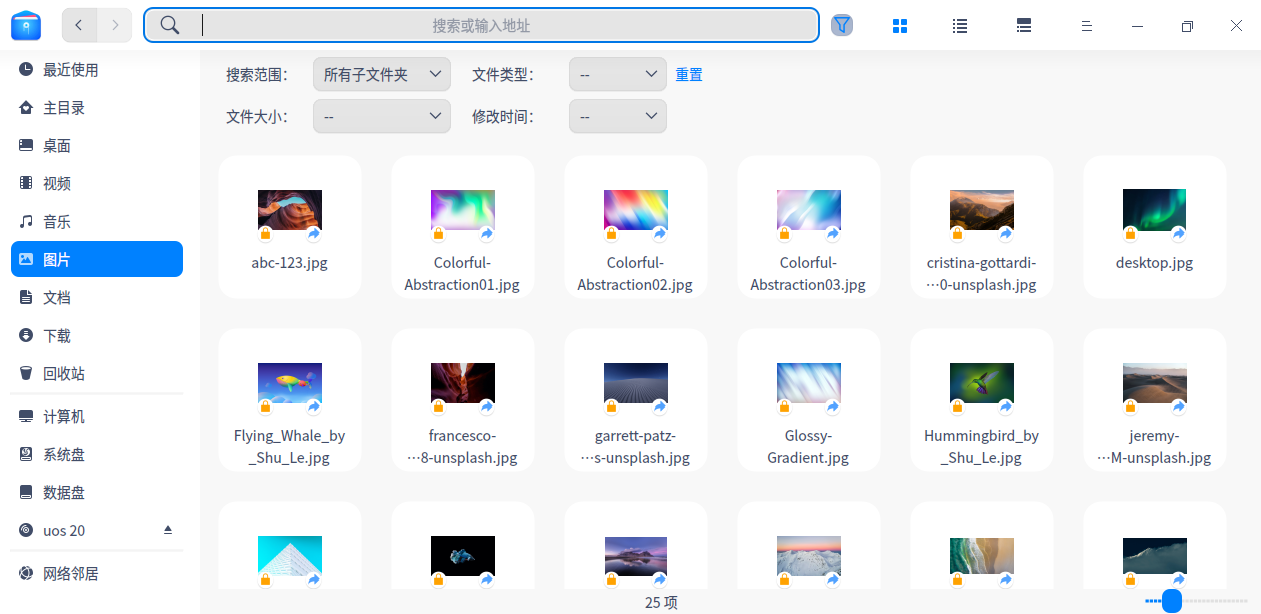 搜索或输入地址
最近使用
主目录
桌面
视频
音乐
图片
文档
下载
回收站
计算机
系统盘
数据盘
uos 20
网络邻居
搜索范围:
所有子文件夹
文件类型:
--
重置
文件大小:
--
修改时间:
--
abc-123.jpg
Colorful-
Abstraction01.jpg
Colorful-
Abstraction02.jpg
Colorful-
Abstraction03.jpg
cristina-gottardi-
…0-unsplash.jpg
desktop.jpg
Flying_Whale_by
_Shu_Le.jpg
francesco-
…8-unsplash.jpg
garrett-patz-
…s-unsplash.jpg
Glossy-
Gradient.jpg
Hummingbird_by
_Shu_Le.jpg
jeremy-
…M-unsplash.jpg
25 项